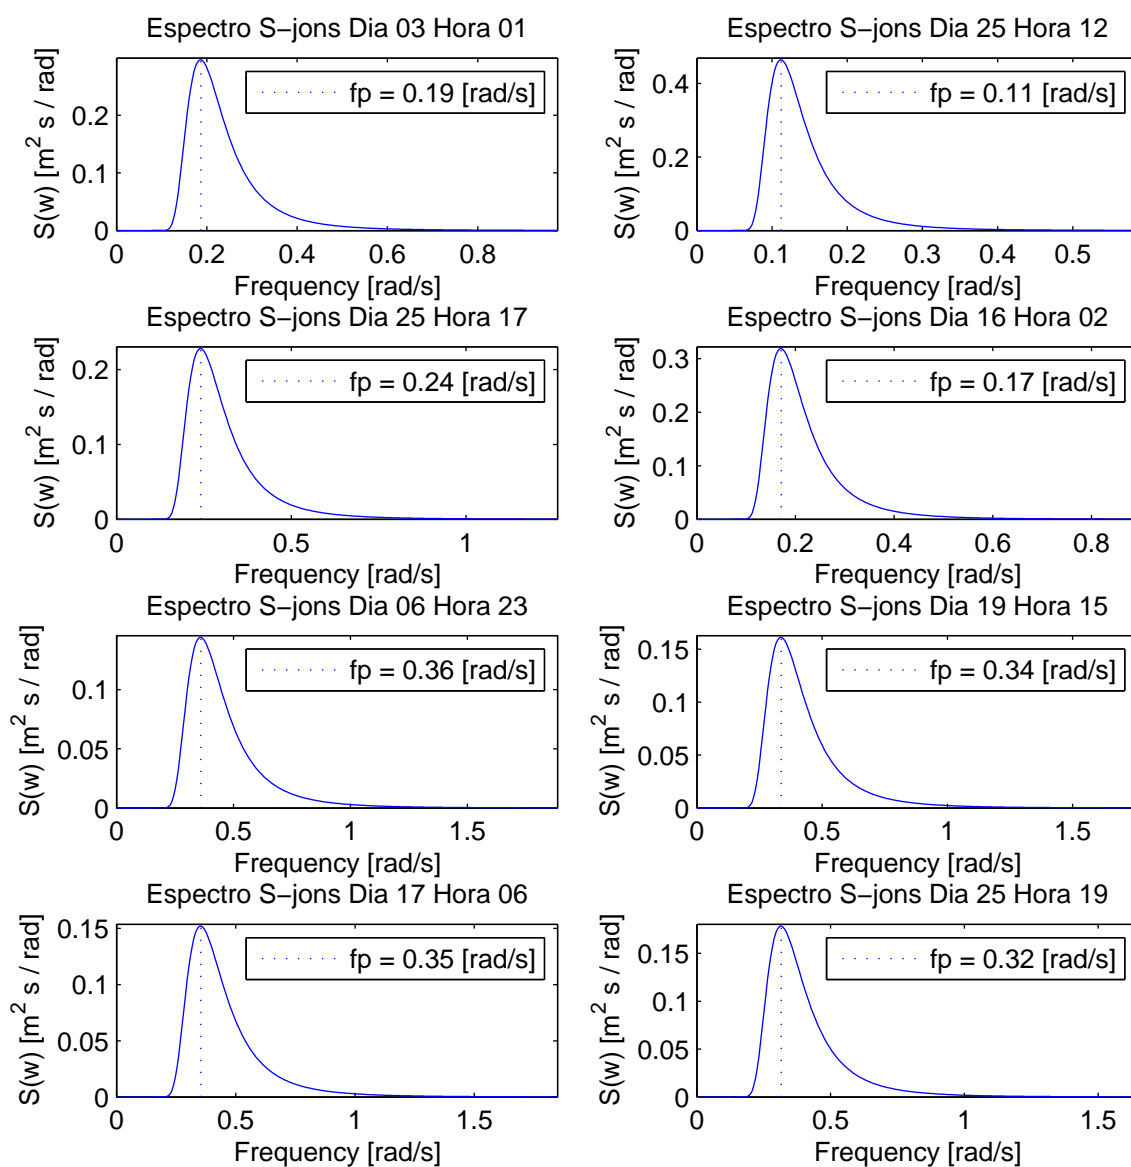 Espectro S−jons Dia 03 Hora 01
S(w) [m² s / rad]
0.2
0.1
0
fp = 0.19 [rad/s]
0 0.2 0.4 0.6 0.8
Frequency [rad/s]
Espectro S−jons Dia 25 Hora 12
S(w) [m² s / rad]
0.4
0.2
0
fp = 0.11 [rad/s]
0 0.1 0.2 0.3 0.4 0.5
Frequency [rad/s]
Espectro S−jons Dia 25 Hora 17
S(w) [m² s / rad]
0.2
0.1
0
fp = 0.24 [rad/s]
0 0.5 1
Frequency [rad/s]
Espectro S−jons Dia 16 Hora 02
S(w) [m² s / rad]
0.3
0.2
0.1
0
fp = 0.17 [rad/s]
0 0.2 0.4 0.6 0.8
Frequency [rad/s]
Espectro S−jons Dia 06 Hora 23
S(w) [m² s / rad]
0.1
0.05
0
fp = 0.36 [rad/s]
0 0.5 1 1.5
Frequency [rad/s]
Espectro S−jons Dia 19 Hora 15
S(w) [m² s / rad]
0.15
0.1
0.05
0
fp = 0.34 [rad/s]
0 0.5 1 1.5
Frequency [rad/s]
Espectro S−jons Dia 17 Hora 06
S(w) [m² s / rad]
0.15
0.1
0.05
0
fp = 0.35 [rad/s]
0 0.5 1 1.5
Frequency [rad/s]
Espectro S−jons Dia 25 Hora 19
S(w) [m² s / rad]
0.15
0.1
0.05
0
fp = 0.32 [rad/s]
0 0.5 1 1.5
Frequency [rad/s]